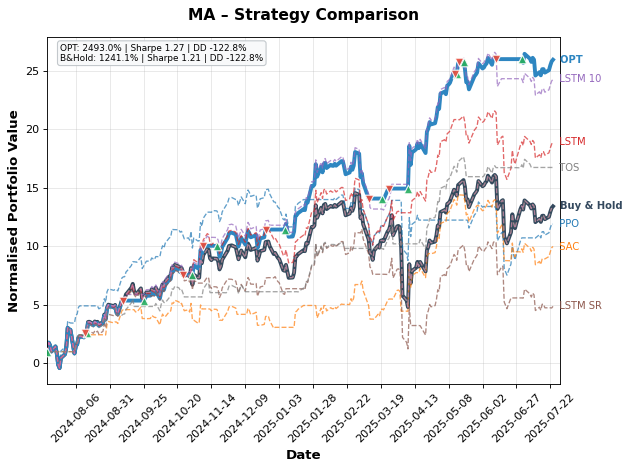 MA – Strategy Comparison
OPT: 2493.0% | Sharpe 1.27 | DD -122.8%
B&Hold: 1241.1% | Sharpe 1.21 | DD -122.8%
Normalised Portfolio Value
25
20
15
10
5
0
OPT
LSTM 10
LSTM
TOS
Buy & Hold
PPO
SAC
LSTM SR
2024-08-06
2024-08-31
2024-09-25
2024-10-20
2024-11-14
2024-12-09
2025-01-03
2025-01-28
2025-02-22
2025-03-19
2025-04-13
2025-05-08
2025-06-02
2025-06-27
2025-07-22
Date